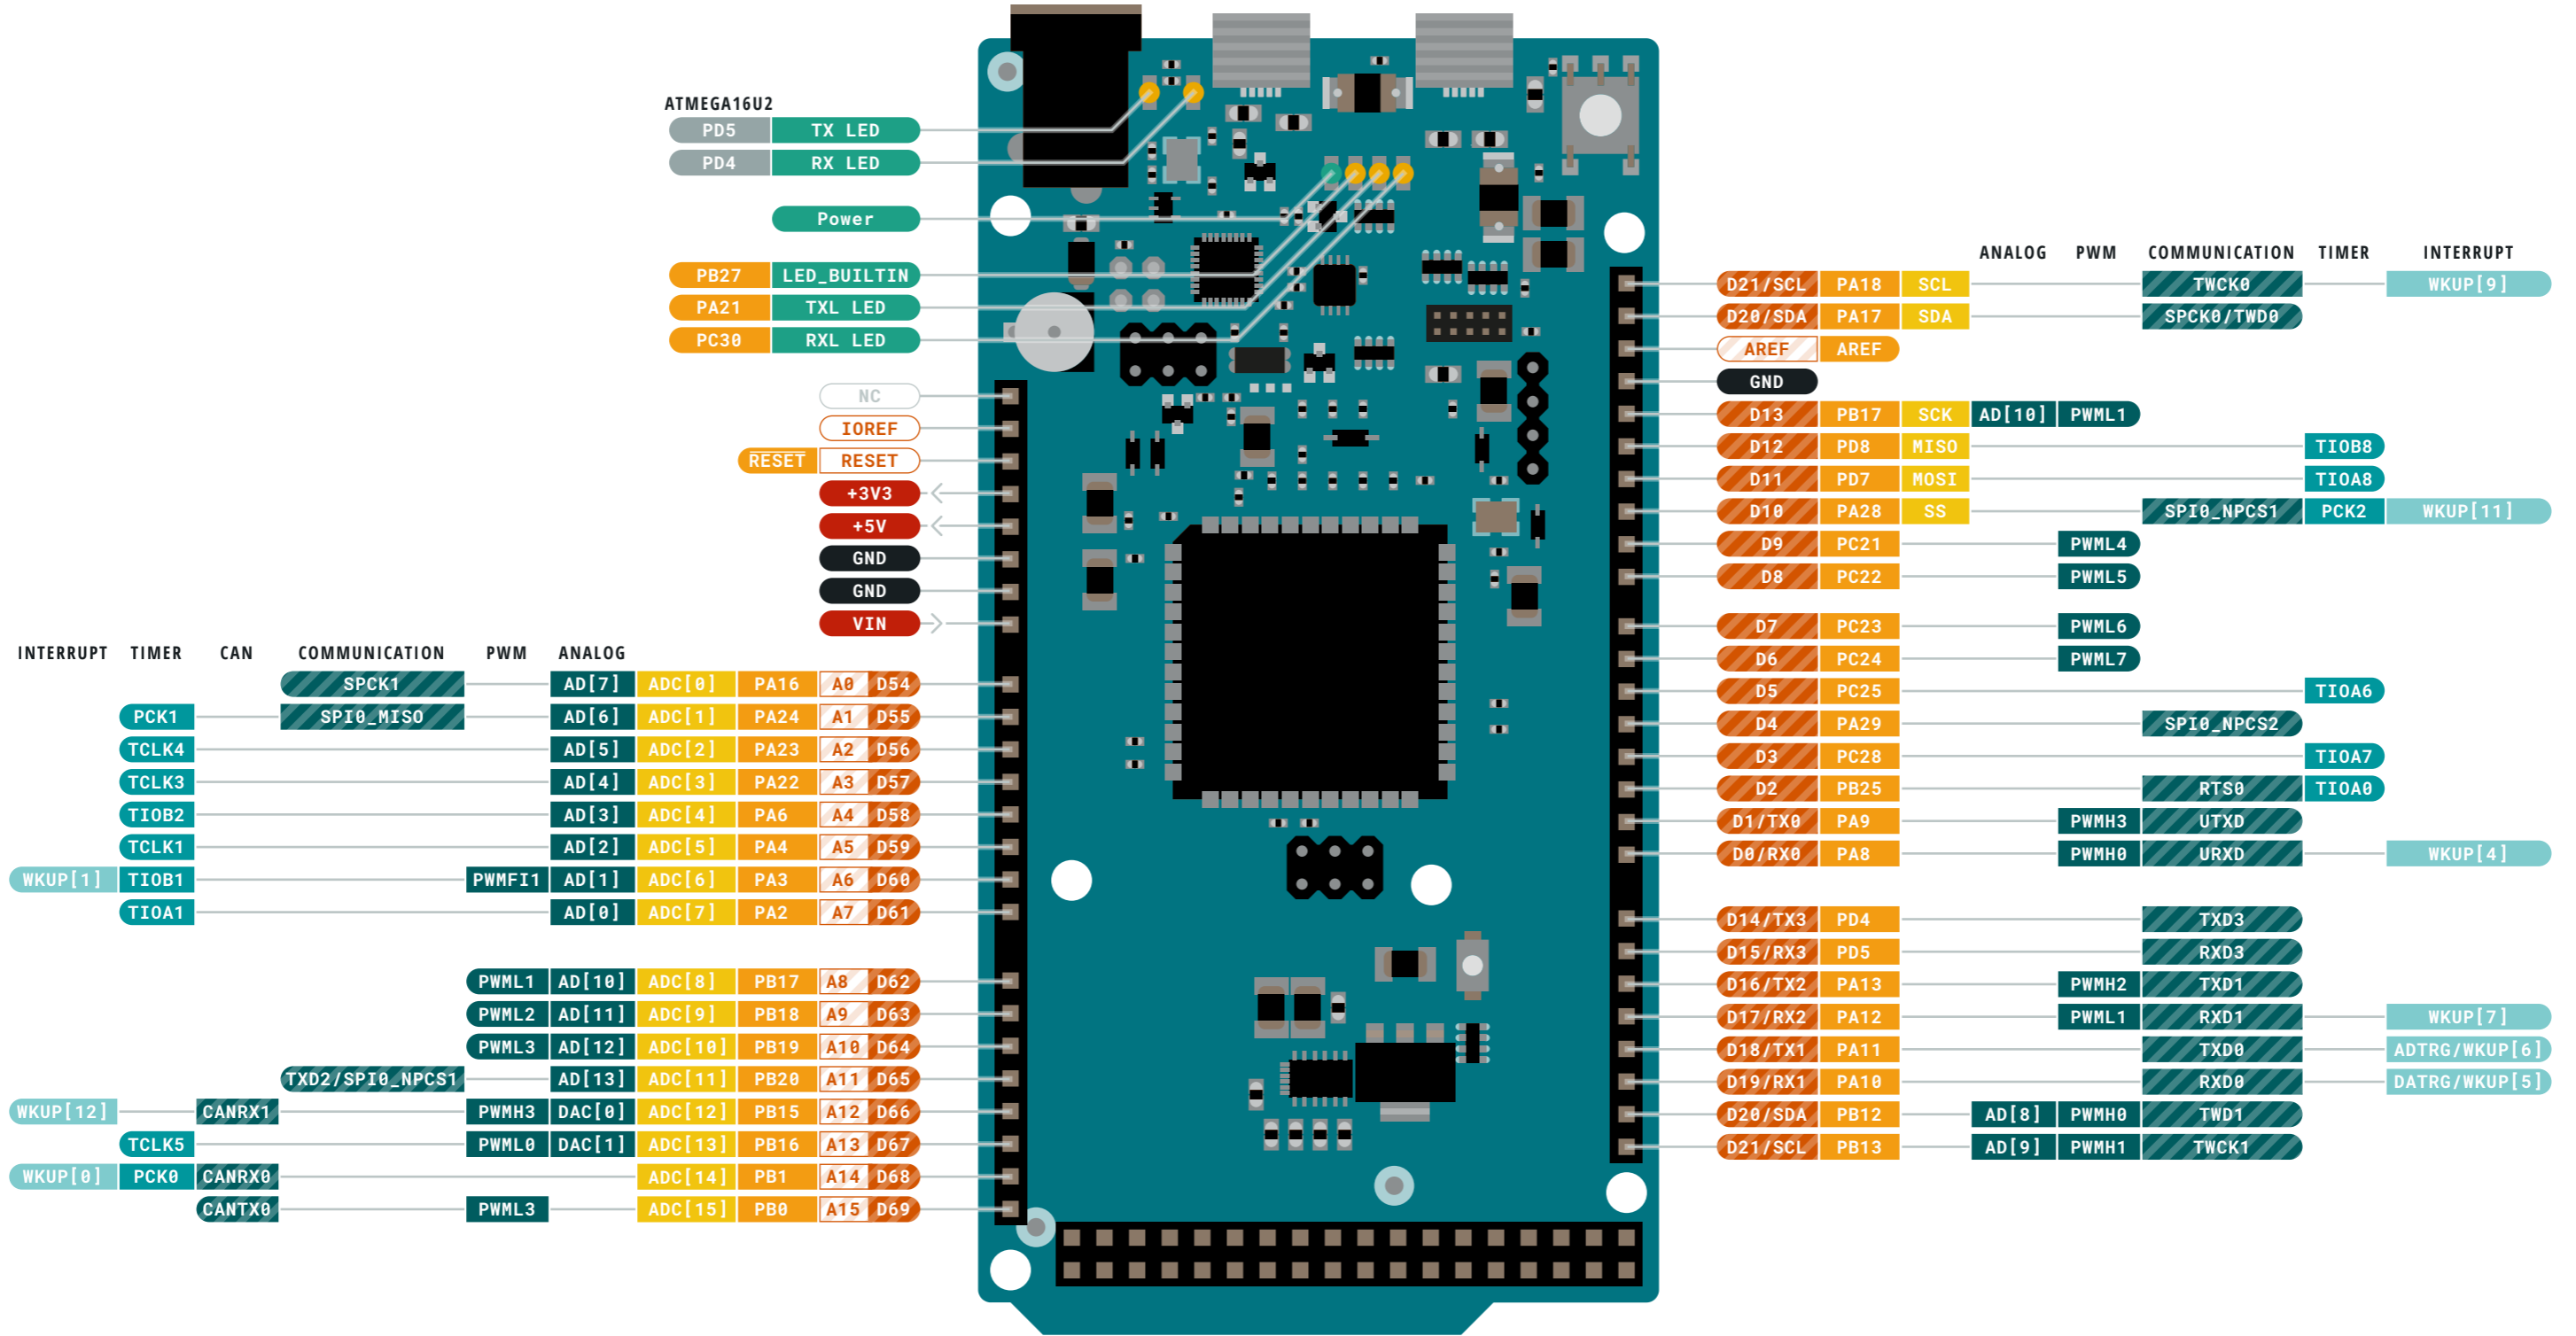 ATMEGA16U2
PD5 TX LED
PD4 RX LED
Power
PB27 LED_BUILTIN
PA21 TXL LED
PC30 RXL LED
NC
IOREF
RESET RESET
+3V3
+5V
GND
GND
VIN
INTERRUPT TIMER CAN COMMUNICATION PWM ANALOG
SPCK1 AD[7] ADC[0] PA16 A0 D54
PCK1 SPI0_MISO AD[6] ADC[1] PA24 A1 D55
TCLK4 AD[5] ADC[2] PA23 A2 D56
TCLK3 AD[4] ADC[3] PA22 A3 D57
TIOB2 AD[3] ADC[4] PA6 A4 D58
TCLK1 AD[2] ADC[5] PA4 A5 D59
WKUP[1] TIOB1 PWMFI1 AD[1] ADC[6] PA3 A6 D60
TIOA1 AD[0] ADC[7] PA2 A7 D61
PWML1 AD[10] ADC[8] PB17 A8 D62
PWML2 AD[11] ADC[9] PB18 A9 D63
PWML3 AD[12] ADC[10] PB19 A10 D64
TXD2/SPI0_NPCS1 AD[13] ADC[11] PB20 A11 D65
WKUP[12] CANRX1 PWMH3 DAC[0] ADC[12] PB15 A12 D66
TCLK5 PWML0 DAC[1] ADC[13] PB16 A13 D67
WKUP[0] PCK0 CANRX0 ADC[14] PB1 A14 D68
CANTX0 PWML3 ADC[15] PB0 A15 D69
ANALOG PWM COMMUNICATION TIMER INTERRUPT
D21/SCL PA18 SCL TWCK0 WKUP[9]
D20/SDA PA17 SDA SPCK0/TWD0
AREF AREF
GND
D13 PB17 SCK AD[10] PWML1
D12 PD8 MISO TIOB8
D11 PD7 MOSI TIOA8
D10 PA28 SS SPI0_NPCS1 PCK2 WKUP[11]
D9 PC21 PWML4
D8 PC22 PWML5
D7 PC23 PWML6
D6 PC24 PWML7
D5 PC25 TIOA6
D4 PA29 SPI0_NPCS2
D3 PC28 TIOA7
D2 PB25 RTS0 TIOA0
D1/TX0 PA9 PWMH3 UTXD
D0/RX0 PA8 PWMH0 URXD WKUP[4]
D14/TX3 PD4 TXD3
D15/RX3 PD5 RXD3
D16/TX2 PA13 PWMH2 TXD1
D17/RX2 PA12 PWML1 RXD1 WKUP[7]
D18/TX1 PA11 TXD0 ADTRG/WKUP[6]
D19/RX1 PA10 RXD0 DATRG/WKUP[5]
D20/SDA PB12 AD[8] PWMH0 TWD1
D21/SCL PB13 AD[9] PWMH1 TWCK1